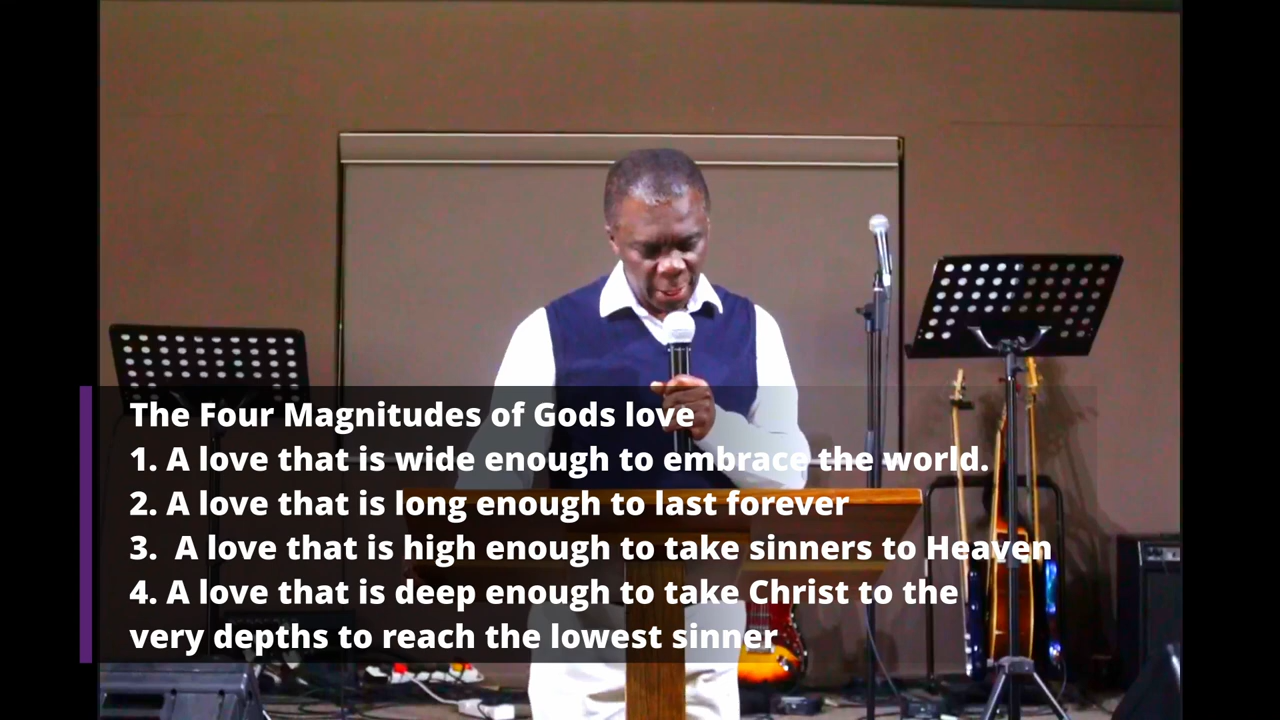 The Four Magnitudes of Gods love
1. A love that is wide enough to embrace the world.
2. A love that is long enough to last forever
3.  A love that is high enough to take sinners to Heaven
4. A love that is deep enough to take Christ to the
very depths to reach the lowest sinner